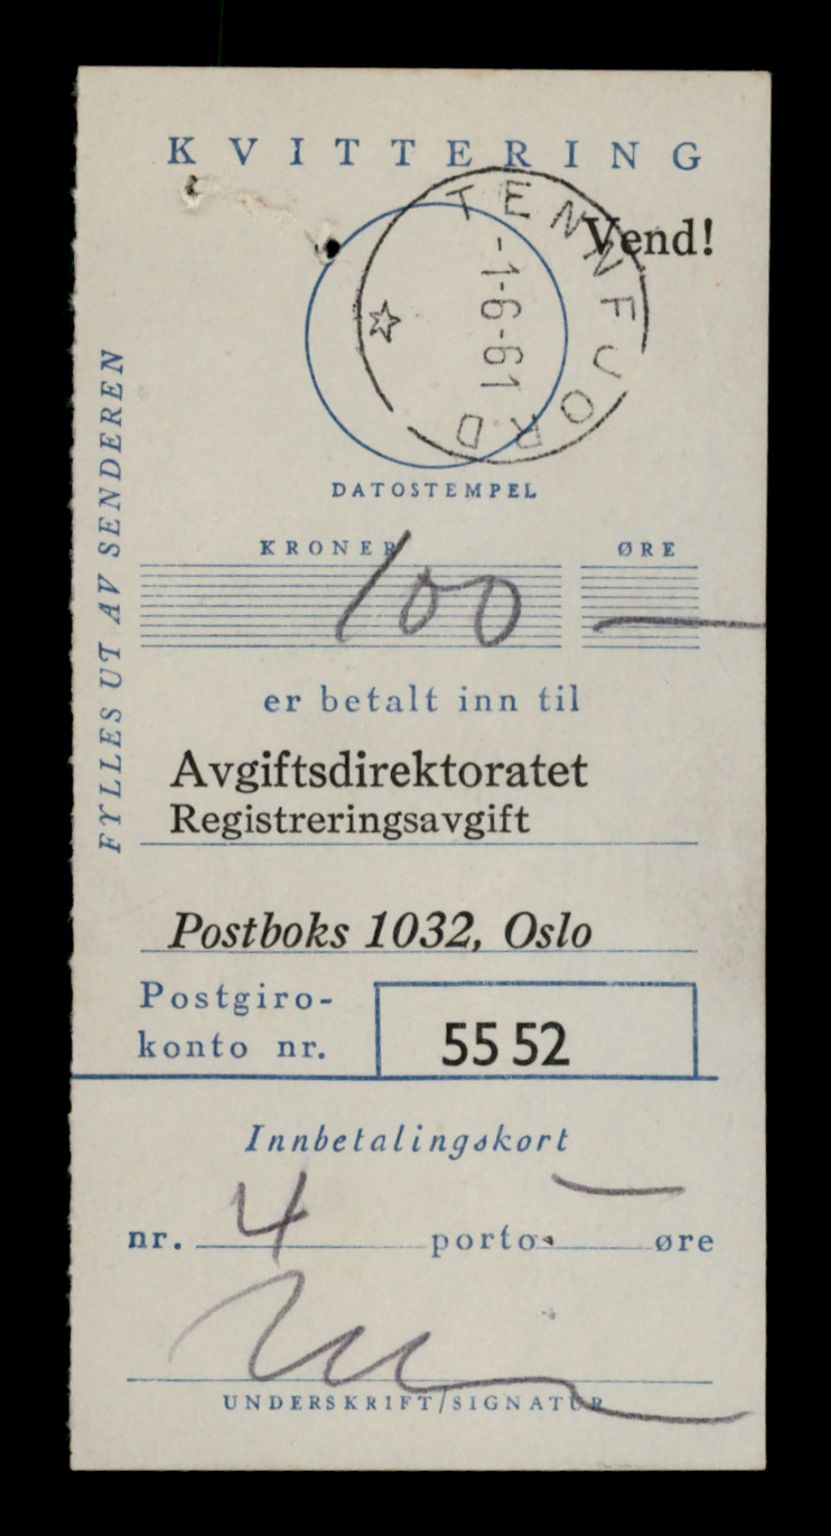 KVITTERING
Vend!
TENNFJORD
-1-6-61
DATOSTEMPEL
FYLLES UT AV SENDEREN
KRONER ØRE
100 —
er betalt inn til
Avgiftsdirektoratet
Registreringsavgift
Postboks 1032, Oslo
Postgiro-
konto nr. 55 52
Innbetalingskort
nr. 4 porto — øre
UNDERSKRIFT/SIGNATUR